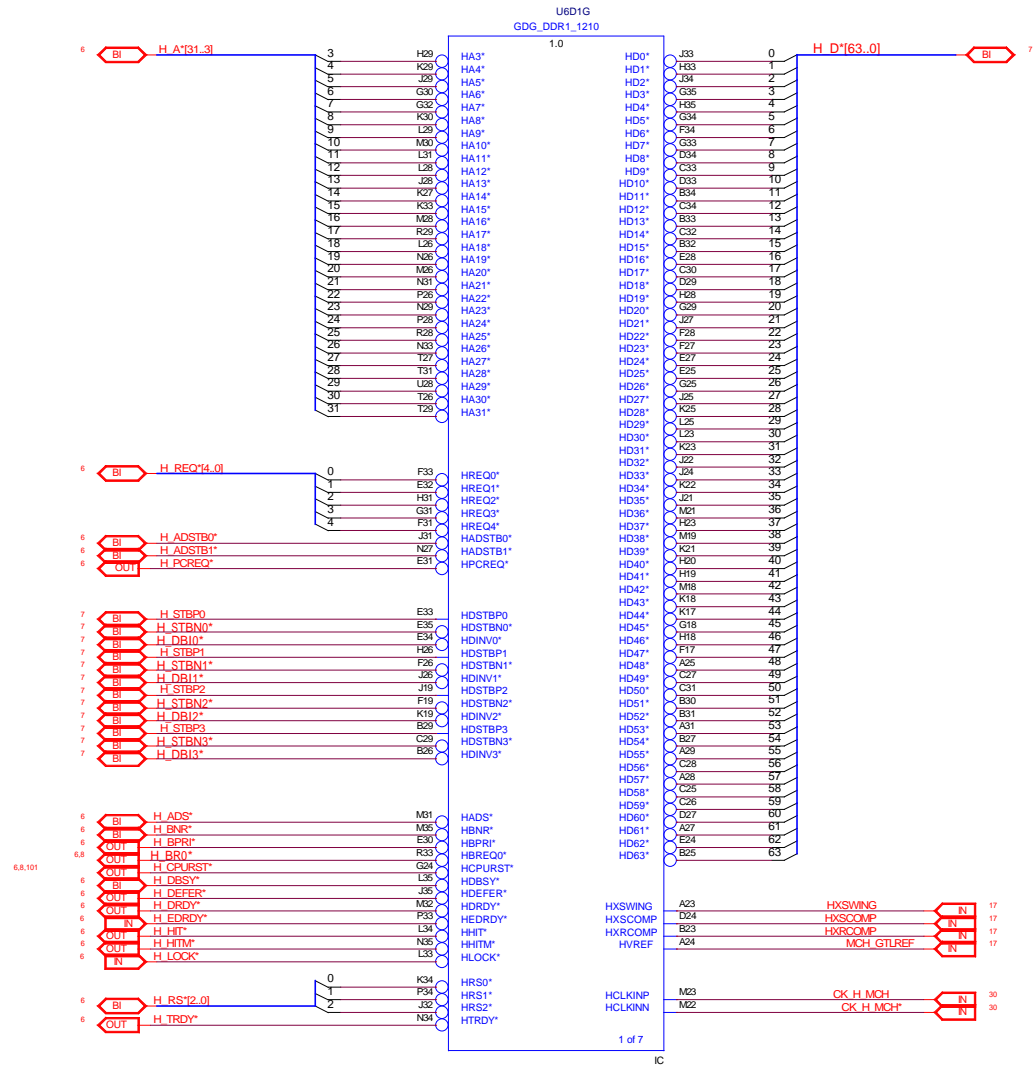 U6D1G
GDG_DDR1_1210
1.0
6 BI H_A*[31..3]
3 H29 HA3*
4 K29 HA4*
5 J29 HA5*
6 G30 HA6*
7 G32 HA7*
8 K30 HA8*
9 L29 HA9*
10 M30 HA10*
11 L31 HA11*
12 L28 HA12*
13 J28 HA13*
14 K27 HA14*
15 K33 HA15*
16 M28 HA16*
17 R29 HA17*
18 L26 HA18*
19 N26 HA19*
20 M26 HA20*
21 N31 HA21*
22 P26 HA22*
23 N29 HA23*
24 P28 HA24*
25 R28 HA25*
26 N33 HA26*
27 T27 HA27*
28 T31 HA28*
29 U28 HA29*
30 T26 HA30*
31 T29 HA31*
6 BI H_REQ*[4..0]
0 F33 HREQ0*
1 E32 HREQ1*
2 H31 HREQ2*
3 G31 HREQ3*
4 F31 HREQ4*
6 BI H_ADSTB0* J31 HADSTB0*
6 BI H_ADSTB1* N27 HADSTB1*
6 OUT H_PCREQ* E31 HPCREQ*
7 BI H_STBP0 E33 HDSTBP0
7 BI H_STBN0* E35 HDSTBN0*
7 BI H_DBI0* E34 HDINV0*
7 BI H_STBP1 H26 HDSTBP1
7 BI H_STBN1* F26 HDSTBN1*
7 BI H_DBI1* J26 HDINV1*
7 BI H_STBP2 J19 HDSTBP2
7 BI H_STBN2* F19 HDSTBN2*
7 BI H_DBI2* K19 HDINV2*
7 BI H_STBP3 B29 HDSTBP3
7 BI H_STBN3* C29 HDSTBN3*
7 BI H_DBI3* B26 HDINV3*
6 BI H_ADS* M31 HADS*
6 BI H_BNR* M35 HBNR*
6 OUT H_BPRI* E30 HBPRI*
6,8 OUT H_BR0* R33 HBREQ0*
6,8,101 OUT H_CPURST* G24 HCPURST*
6 BI H_DBSY* L35 HDBSY*
6 OUT H_DEFER* J35 HDEFER*
6 OUT H_DRDY* M32 HDRDY*
6 IN H_EDRDY* P33 HEDRDY*
6 OUT H_HIT* L34 HHIT*
6 OUT H_HITM* N35 HHITM*
6 IN H_LOCK* L33 HLOCK*
6 BI H_RS*[2..0]
0 K34 HRS0*
1 P34 HRS1*
2 J32 HRS2*
6 OUT H_TRDY* N34 HTRDY*
H_D*[63..0] BI 7
HD0* J33 0
HD1* H33 1
HD2* J34 2
HD3* G35 3
HD4* H35 4
HD5* G34 5
HD6* F34 6
HD7* G33 7
HD8* D34 8
HD9* C33 9
HD10* D33 10
HD11* B34 11
HD12* C34 12
HD13* B33 13
HD14* C32 14
HD15* B32 15
HD16* E28 16
HD17* C30 17
HD18* D29 18
HD19* H28 19
HD20* G29 20
HD21* J27 21
HD22* F28 22
HD23* F27 23
HD24* E27 24
HD25* E25 25
HD26* G25 26
HD27* J25 27
HD28* K25 28
HD29* L25 29
HD30* L23 30
HD31* K23 31
HD32* J22 32
HD33* J24 33
HD34* K22 34
HD35* J21 35
HD36* M21 36
HD37* H23 37
HD38* M19 38
HD39* K21 39
HD40* H20 40
HD41* H19 41
HD42* M18 42
HD43* K18 43
HD44* K17 44
HD45* G18 45
HD46* H18 46
HD47* F17 47
HD48* A25 48
HD49* C27 49
HD50* C31 50
HD51* B30 51
HD52* B31 52
HD53* A31 53
HD54* B27 54
HD55* A29 55
HD56* C28 56
HD57* A28 57
HD58* C25 58
HD59* C26 59
HD60* D27 60
HD61* A27 61
HD62* E24 62
HD63* B25 63
HXSWING A23 HXSWING IN 17
HXSCOMP D24 HXSCOMP IN 17
HXRCOMP B23 HXRCOMP IN 17
HVREF A24 MCH_GTLREF IN 17
HCLKINP M23 CK_H_MCH IN 30
HCLKINN M22 CK_H_MCH* IN 30
1 of 7
IC